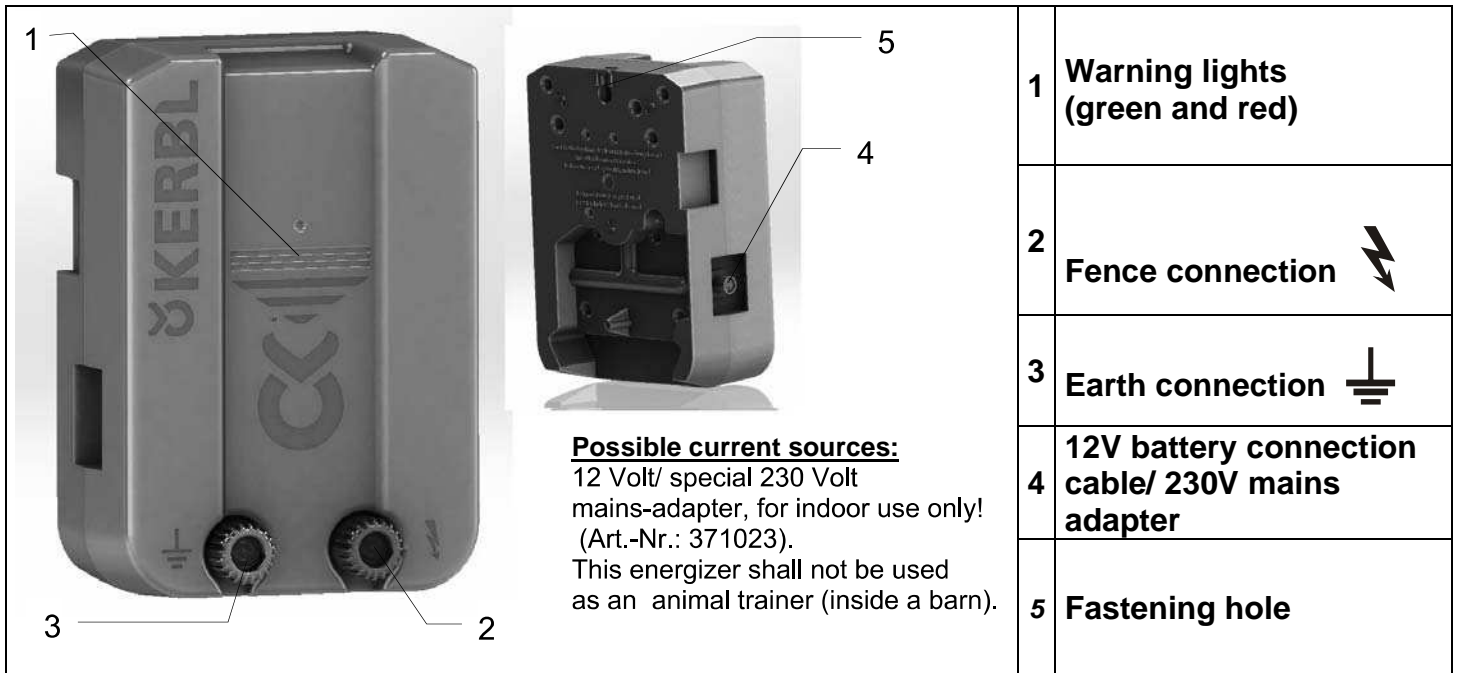 1
KERBL
3
2
5
4
Possible current sources:
12 Volt/ special 230 Volt
mains-adapter, for indoor use only!
(Art.-Nr.: 371023).
This energizer shall not be used
as an animal trainer (inside a barn).
1 Warning lights
(green and red)
2 Fence connection
3 Earth connection
4 12V battery connection
cable/ 230V mains
adapter
5 Fastening hole